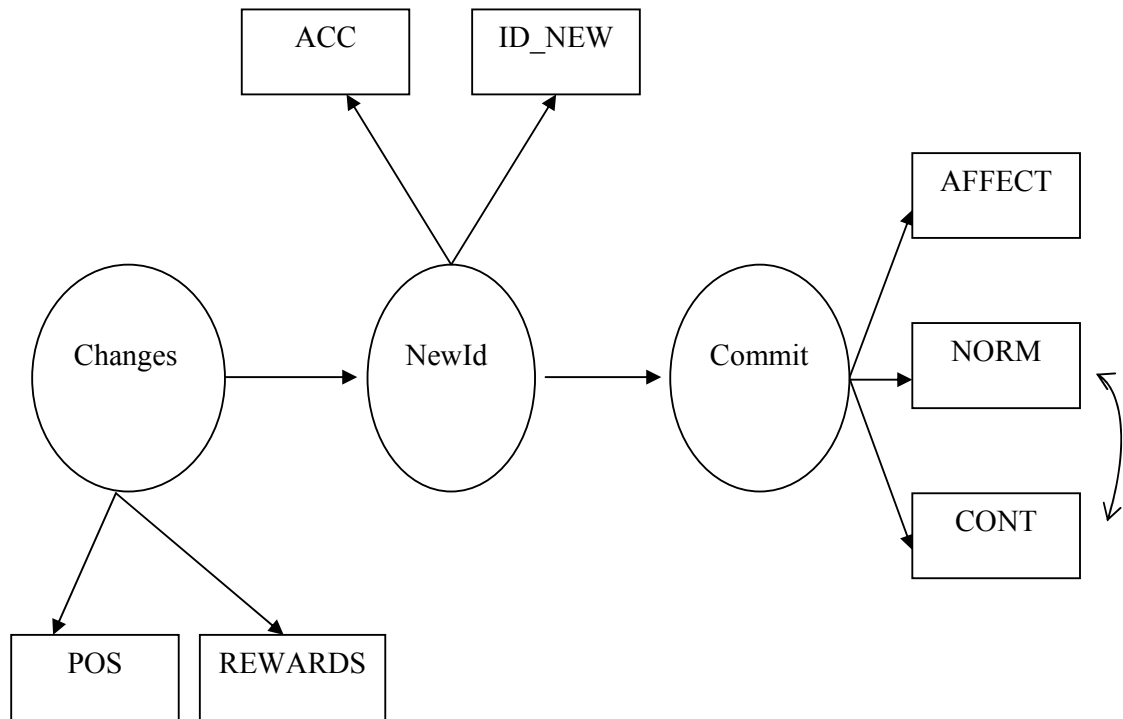 ACC
ID_NEW
AFFECT
Changes
NewId
Commit
NORM
CONT
POS
REWARDS